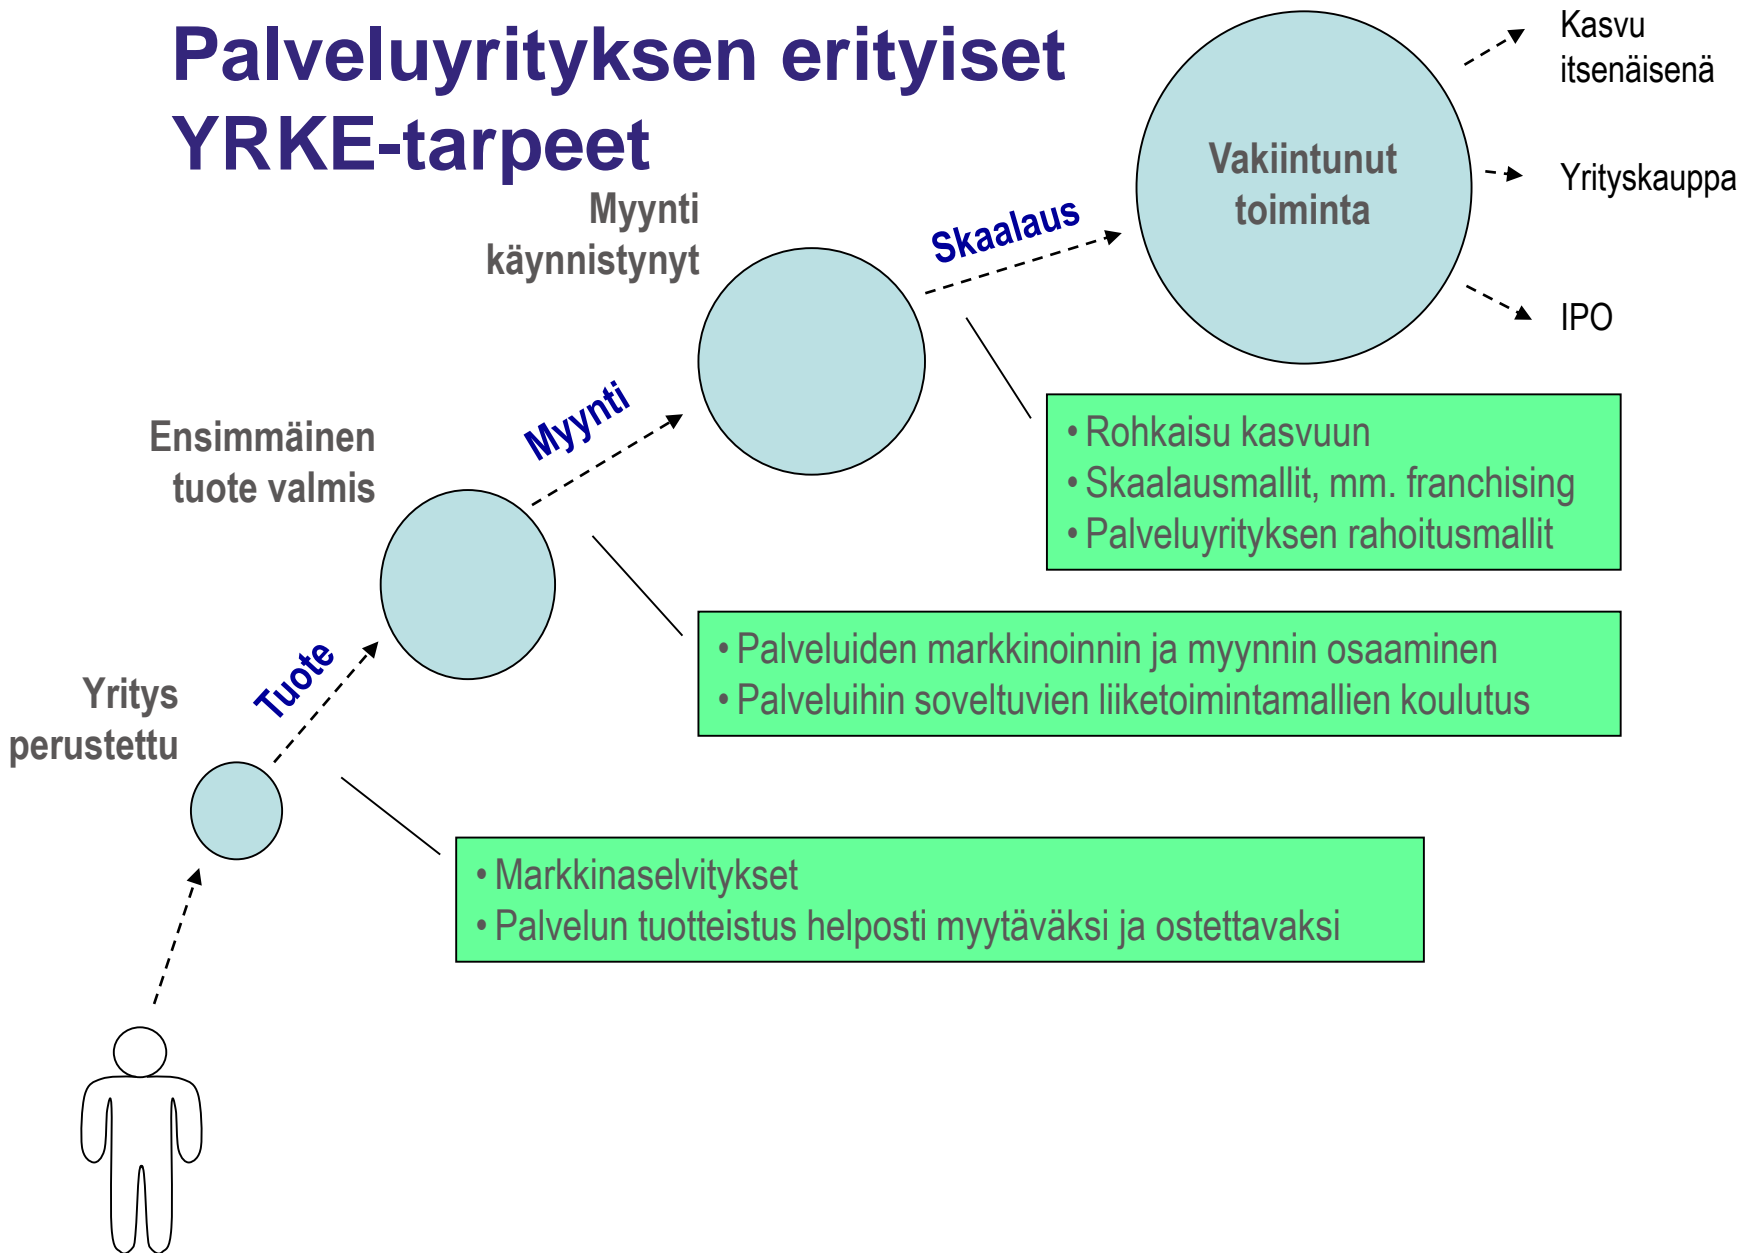 Palveluyrityksen erityiset
YRKE-tarpeet
Kasvu
itsenäisenä
Vakiintunut
toiminta
Yrityskauppa
IPO
Skaalaus
Myynti
käynnistynyt
• Rohkaisu kasvuun
• Skaalausmallit, mm. franchising
• Palveluyrityksen rahoitusmallit
Myynti
Ensimmäinen
tuote valmis
• Palveluiden markkinoinnin ja myynnin osaaminen
• Palveluihin soveltuvien liiketoimintamallien koulutus
Tuote
Yritys
perustettu
• Markkinaselvitykset
• Palvelun tuotteistus helposti myytäväksi ja ostettavaksi